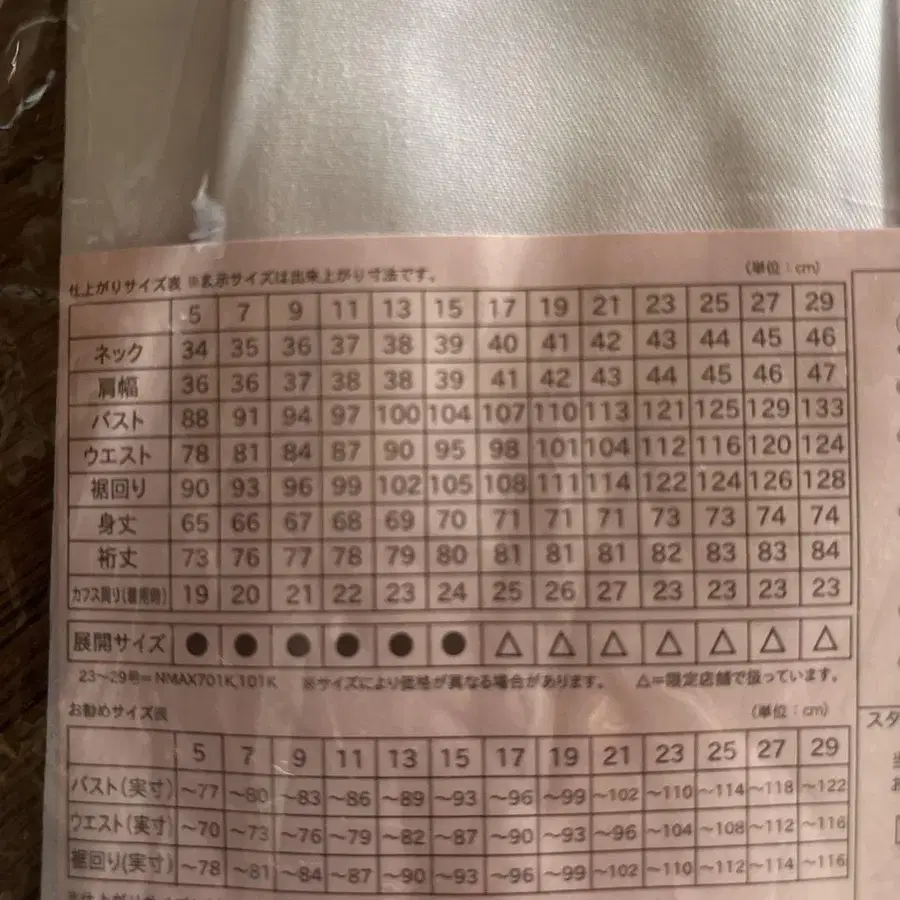 仕上がりサイズ表 ※表示サイズは出来上がり寸法です。 (単位：cm)
5 7 9 11 13 15 17 19 21 23 25 27 29
ネック 34 35 36 37 38 39 40 41 42 43 44 45 46
肩幅 36 36 37 38 38 39 41 42 43 44 45 46 47
バスト 88 91 94 97 100 104 107 110 113 121 125 129 133
ウエスト 78 81 84 87 90 95 98 101 104 112 116 120 124
裾回り 90 93 96 99 102 105 108 111 114 122 124 126 128
身丈 65 66 67 68 69 70 71 71 71 73 73 74 74
裄丈 73 76 77 78 79 80 81 81 81 82 83 83 84
カフス周り(着用側) 19 20 21 22 23 24 25 26 27 23 23 23 23
展開サイズ ● ● ● ● ● ● △ △ △ △ △ △ △
23～29号=NMAX701K,101K ※サイズにより価格が異なる場合があります。 △=限定店舗で扱っています。
お勧めサイズ表 (単位：cm)
5 7 9 11 13 15 17 19 21 23 25 27 29
バスト(実寸) ～77 ～80 ～83 ～86 ～89 ～93 ～96 ～99 ～102 ～110 ～114 ～118 ～122
ウエスト(実寸) ～70 ～73 ～76 ～79 ～82 ～87 ～90 ～93 ～96 ～104 ～108 ～112 ～116
裾回り(実寸) ～78 ～81 ～84 ～87 ～90 ～93 ～96 ～99 ～102 ～110 ～112 ～114 ～116
スタ